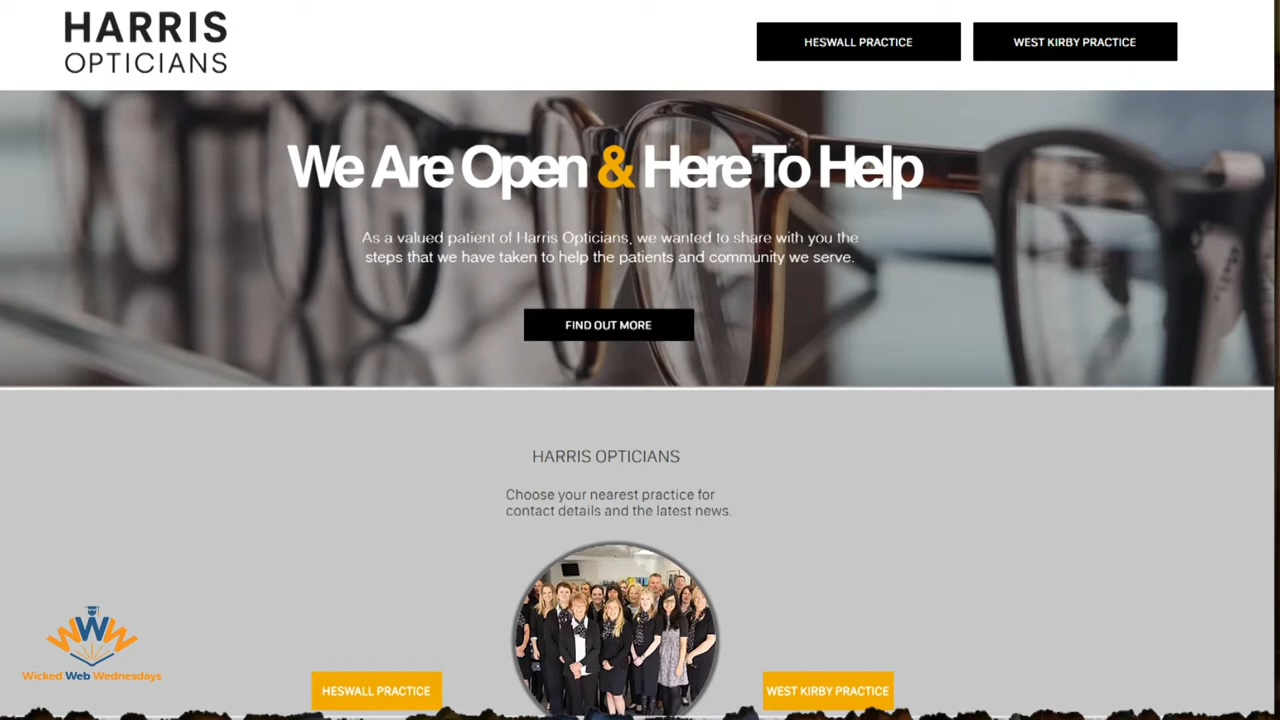 HARRIS
OPTICIANS
HESWALL PRACTICE
WEST KIRBY PRACTICE
We Are Open & Here To Help
As a valued patient of Harris Opticians, we wanted to share with you the
steps that we have taken to help the patients and community we serve.
FIND OUT MORE
HARRIS OPTICIANS
Choose your nearest practice for
contact details and the latest news.
WWW
Wicked Web Wednesdays
HESWALL PRACTICE
WEST KIRBY PRACTICE